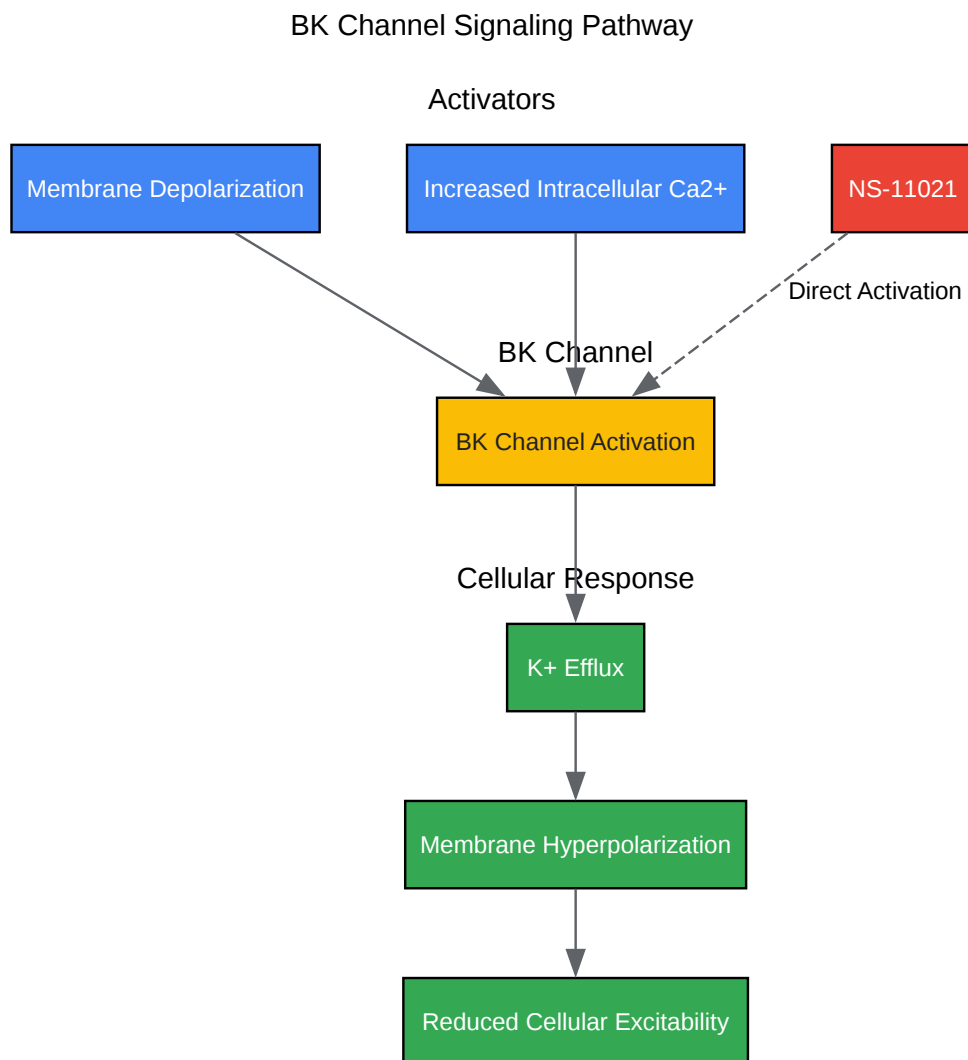 BK Channel Signaling Pathway
Activators
Membrane Depolarization
Increased Intracellular Ca2+
NS-11021
Direct Activation
BK Channel
BK Channel Activation
Cellular Response
K+ Efflux
Membrane Hyperpolarization
Reduced Cellular Excitability